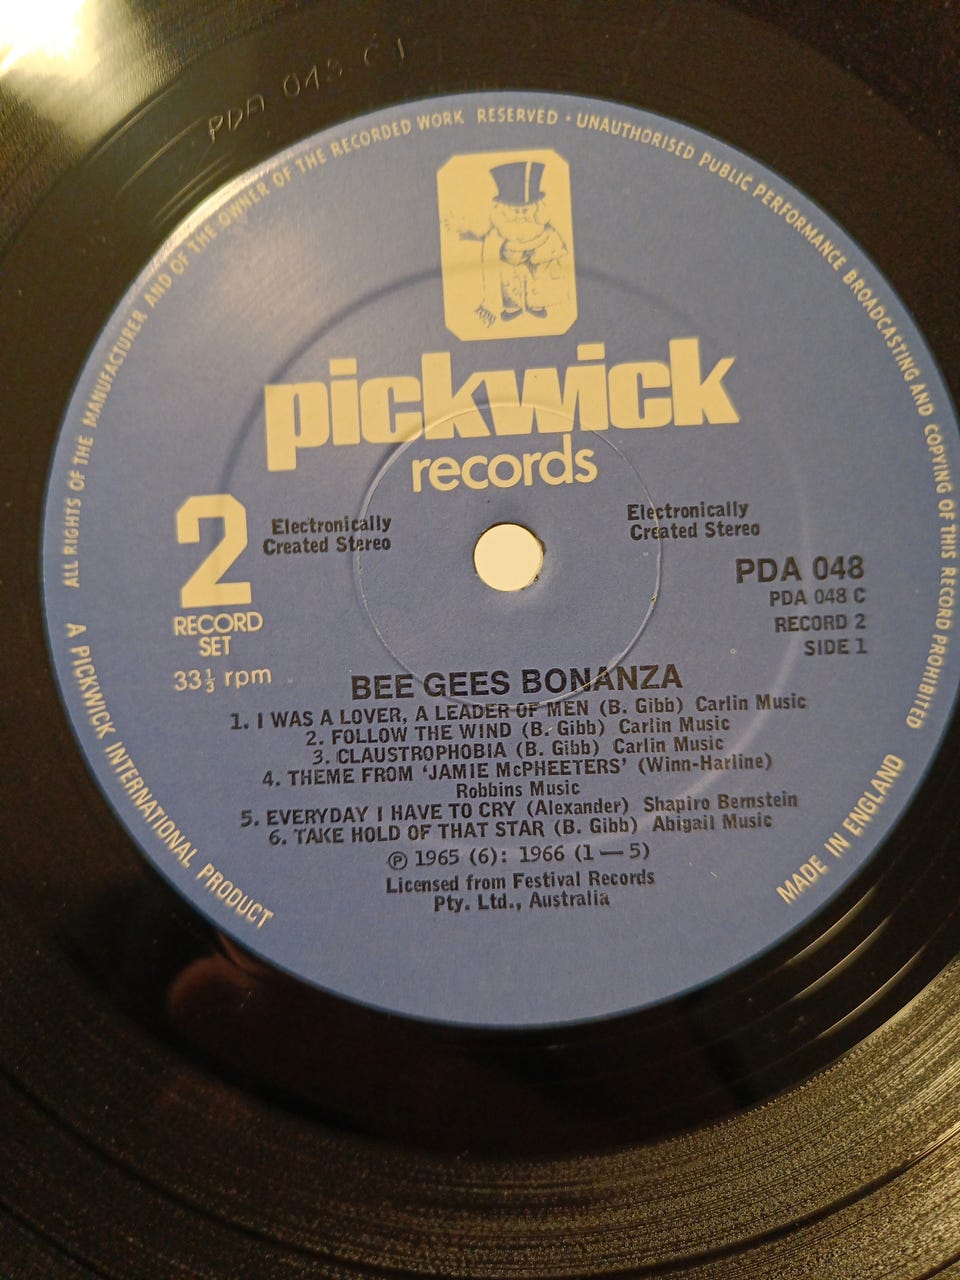 PDA 048 C 1
ALL RIGHTS OF THE MANUFACTURER AND OF THE OWNER OF THE RECORDED WORK RESERVED · UNAUTHORISED PUBLIC PERFORMANCE BROADCASTING AND COPYING OF THIS RECORD PROHIBITED
pickwick
records
2
RECORD
SET
33⅓ rpm
Electronically
Created Stereo
Electronically
Created Stereo
PDA 048
PDA 048 C
RECORD 2
SIDE 1
BEE GEES BONANZA
1. I WAS A LOVER, A LEADER OF MEN (B. Gibb) Carlin Music
2. FOLLOW THE WIND (B. Gibb) Carlin Music
3. CLAUSTROPHOBIA (B. Gibb) Carlin Music
4. THEME FROM ‘JAMIE McPHEETERS’ (Winn-Harline)
Robbins Music
5. EVERYDAY I HAVE TO CRY (Alexander) Shapiro Bernstein
6. TAKE HOLD OF THAT STAR (B. Gibb) Abigail Music
℗ 1965 (6): 1966 (1 — 5)
Licensed from Festival Records
Pty. Ltd., Australia
A PICKWICK INTERNATIONAL PRODUCT
MADE IN ENGLAND